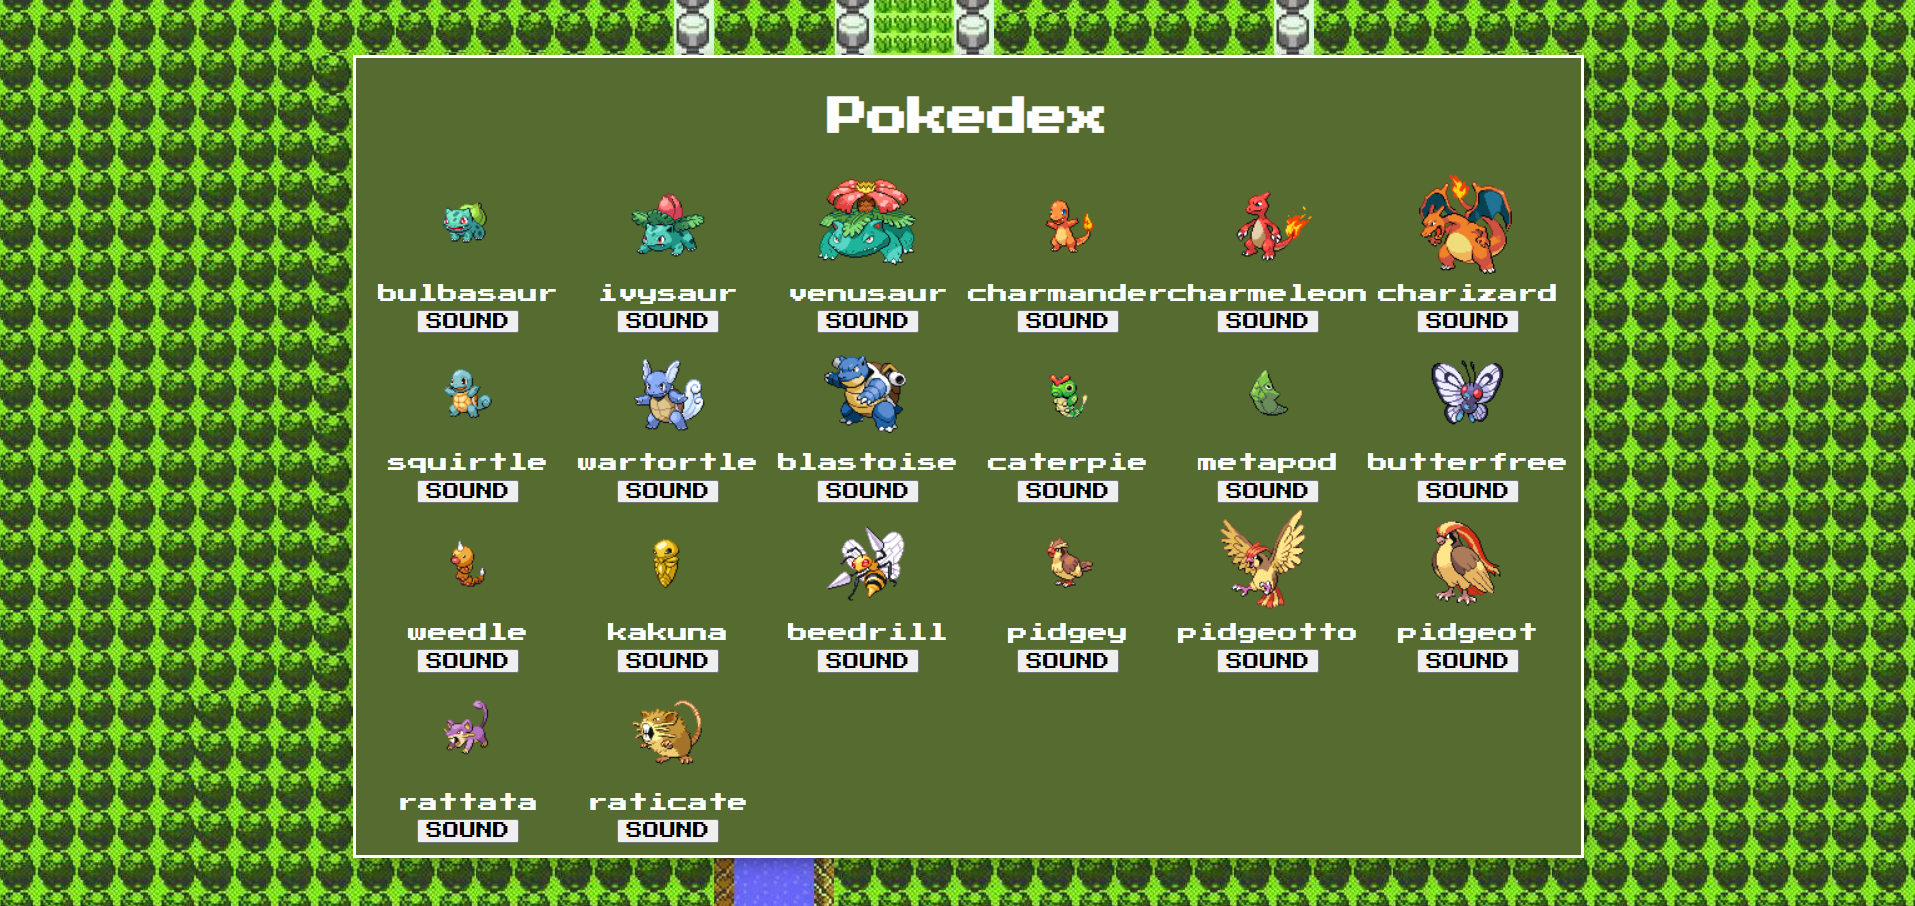 Pokedex
bulbasaur ivysaur venusaur charmander charmeleon charizard
SOUND SOUND SOUND SOUND SOUND SOUND
squirtle wartortle blastoise caterpie metapod butterfree
SOUND SOUND SOUND SOUND SOUND SOUND
weedle kakuna beedrill pidgey pidgeotto pidgeot
SOUND SOUND SOUND SOUND SOUND SOUND
rattata raticate
SOUND SOUND